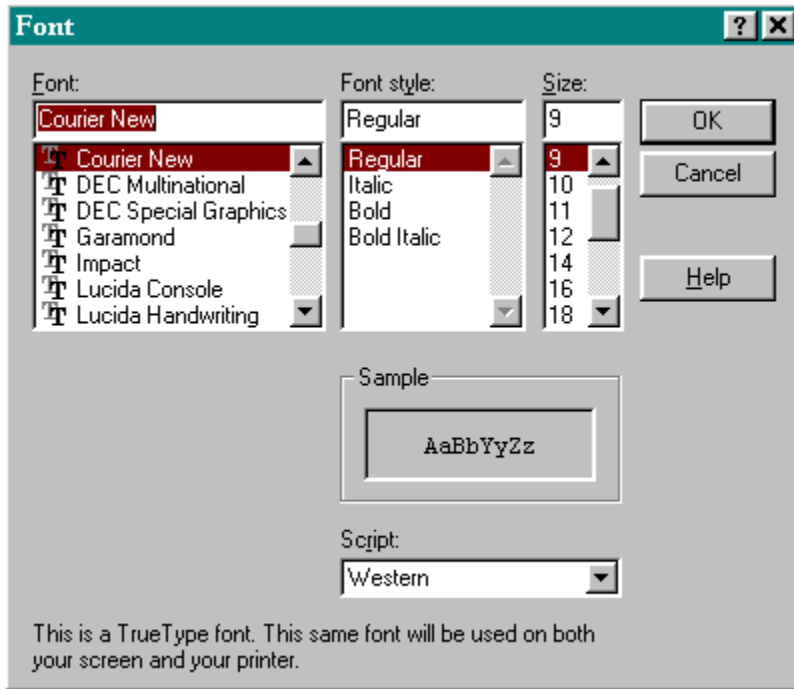 Font
Font:
Courier New
Courier New
DEC Multinational
DEC Special Graphics
Garamond
Impact
Lucida Console
Lucida Handwriting
Font style:
Regular
Regular
Italic
Bold
Bold Italic
Size:
9
9
10
11
12
14
16
18
OK
Cancel
Help
Sample
AaBbYyZz
Script:
Western
This is a TrueType font. This same font will be used on both
your screen and your printer.